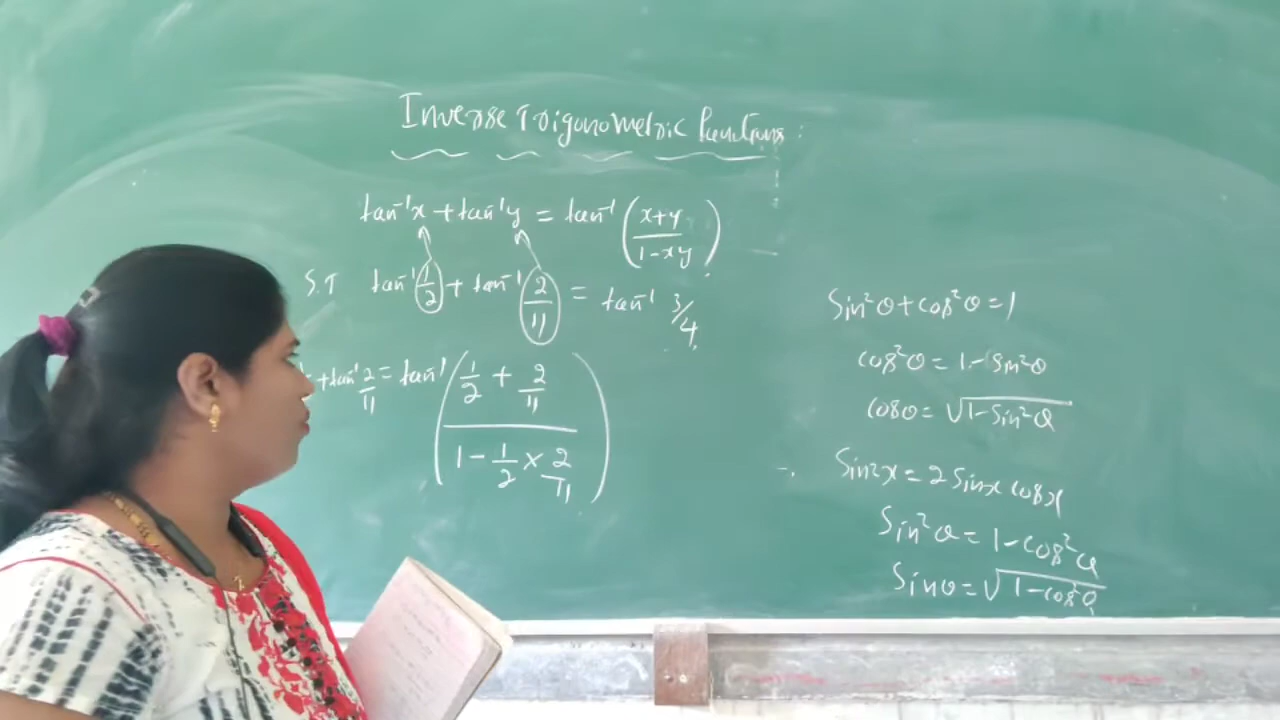 Inverse Trigonometric Functions :
tan⁻¹x + tan⁻¹y = tan⁻¹ (x+y / 1-xy)
S.T tan⁻¹ 1/2 + tan⁻¹ 2/11 = tan⁻¹ 3/4
+ tan⁻¹ 2/11 = tan⁻¹ (1/2 + 2/11 / 1 - 1/2 × 2/11)
Sin²θ + cos²θ = 1
cos²θ = 1 - Sin²θ
cosθ = √1 - Sin²θ
Sin2x = 2 Sinx cosx
Sin²θ = 1 - cos²θ
Sinθ = √1 - cos²θ